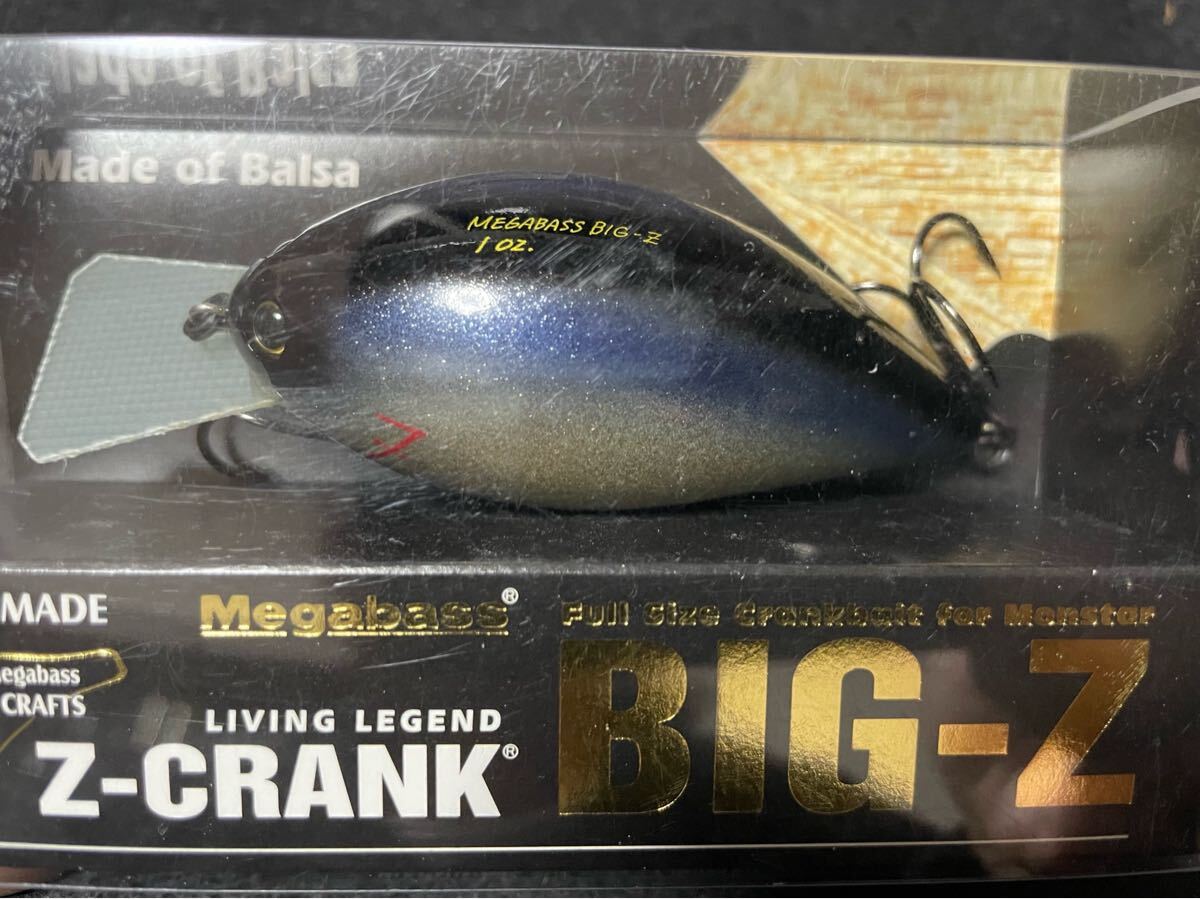 Made of Balsa
MEGABASS BIG-Z
1 OZ.
MADE
Megabass®
Full Size Crankbait for Monstar
BIG-Z
egabass
CRAFTS
LIVING LEGEND
Z-CRANK®